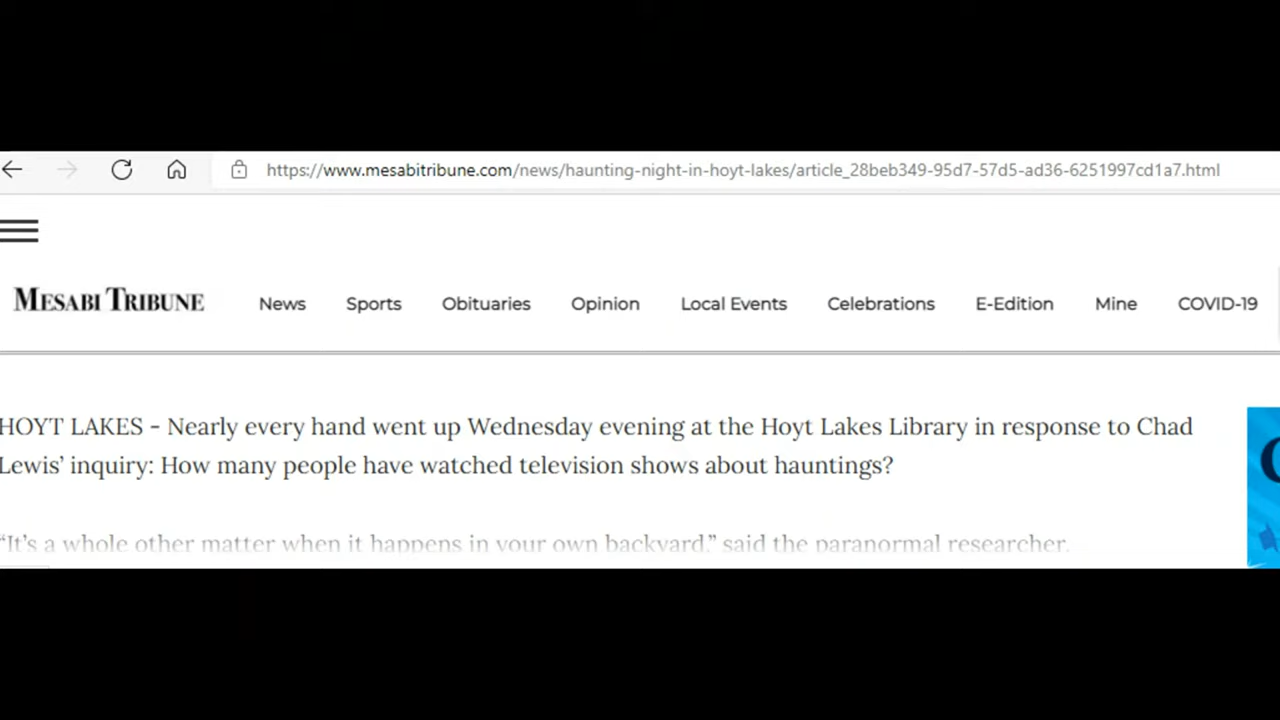 https://www.mesabitribune.com/news/haunting-night-in-hoyt-lakes/article_28beb349-95d7-57d5-ad36-6251997cd1a7.html
MESABI TRIBUNE News Sports Obituaries Opinion Local Events Celebrations E-Edition Mine COVID-19
HOYT LAKES - Nearly every hand went up Wednesday evening at the Hoyt Lakes Library in response to Chad
Lewis’ inquiry: How many people have watched television shows about hauntings?
“It’s a whole other matter when it happens in your own backyard,” said the paranormal researcher.